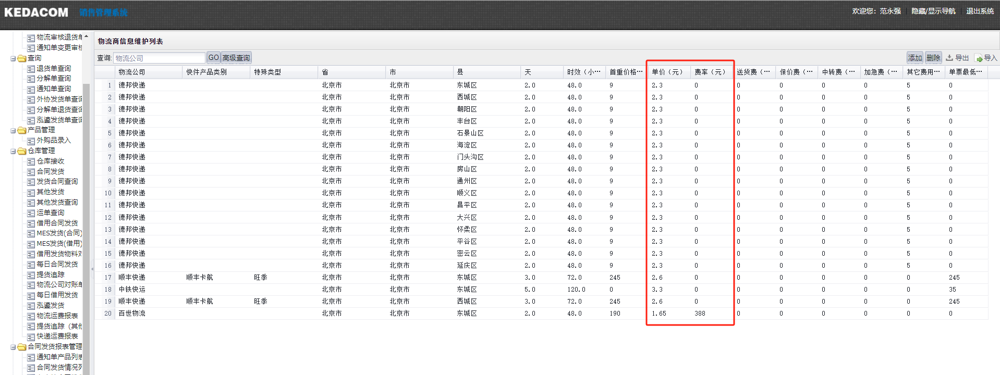 KEDACOM 销售管理系统
欢迎您：范永强 隐藏/显示导航 退出系统
物流审核退货单
通知单变更审核
查询
退货单查询
分解单查询
通知单查询
外协发货单查询
分解单退货查询
泓鎏发货单查询
产品管理
外购品录入
仓库管理
仓库接收
合同发货
发货合同查询
其他发货
其他发货查询
运单查询
借用合同发货
MES发货(合同)
MES发货(借用)
借用发货物料对
每日合同发货
提货追踪
物流公司对账单
每日借用发货
泓鎏发货
物流运费报表
提货追踪（其他
快递运费报表
合同发货报表管理
通知单产品列表
合同发货情况列
物流商信息维护列表
查询: 物流公司 GO 高级查询 添加 删除 导出 导入
物流公司 快件产品类别 特殊类型 省 市 县 天 时效（小… 首重价格… 单价（元） 费率（元） 送货费（… 保价费（… 中转费（… 加急费（… 其它费用… 单票最低…
1 德邦快递 北京市 北京市 东城区 2.0 48.0 9 2.3 0 0 0 0 0 5 0
2 德邦快递 北京市 北京市 西城区 2.0 48.0 9 2.3 0 0 0 0 0 5 0
3 德邦快递 北京市 北京市 朝阳区 2.0 48.0 9 2.3 0 0 0 0 0 5 0
4 德邦快递 北京市 北京市 丰台区 2.0 48.0 9 2.3 0 0 0 0 0 5 0
5 德邦快递 北京市 北京市 石景山区 2.0 48.0 9 2.3 0 0 0 0 0 5 0
6 德邦快递 北京市 北京市 海淀区 2.0 48.0 9 2.3 0 0 0 0 0 5 0
7 德邦快递 北京市 北京市 门头沟区 2.0 48.0 9 2.3 0 0 0 0 0 5 0
8 德邦快递 北京市 北京市 房山区 2.0 48.0 9 2.3 0 0 0 0 0 5 0
9 德邦快递 北京市 北京市 通州区 2.0 48.0 9 2.3 0 0 0 0 0 5 0
10 德邦快递 北京市 北京市 顺义区 2.0 48.0 9 2.3 0 0 0 0 0 5 0
11 德邦快递 北京市 北京市 昌平区 2.0 48.0 9 2.3 0 0 0 0 0 5 0
12 德邦快递 北京市 北京市 大兴区 2.0 48.0 9 2.3 0 0 0 0 0 5 0
13 德邦快递 北京市 北京市 怀柔区 2.0 48.0 9 2.3 0 0 0 0 0 5 0
14 德邦快递 北京市 北京市 平谷区 2.0 48.0 9 2.3 0 0 0 0 0 5 0
15 德邦快递 北京市 北京市 密云区 2.0 48.0 9 2.3 0 0 0 0 0 5 0
16 德邦快递 北京市 北京市 延庆区 2.0 48.0 9 2.3 0 0 0 0 0 5 0
17 顺丰快递 顺丰卡航 旺季 北京市 北京市 东城区 3.0 72.0 245 2.6 0 0 0 0 0 0 245
18 中铁快运 北京市 北京市 东城区 5.0 120.0 0 3.3 0 0 0 0 0 0 35
19 顺丰快递 顺丰卡航 旺季 北京市 北京市 西城区 3.0 72.0 245 2.6 0 0 0 0 0 0 245
20 百世物流 北京市 北京市 东城区 2.0 48.0 190 1.65 388 0 0 0 0 0 0